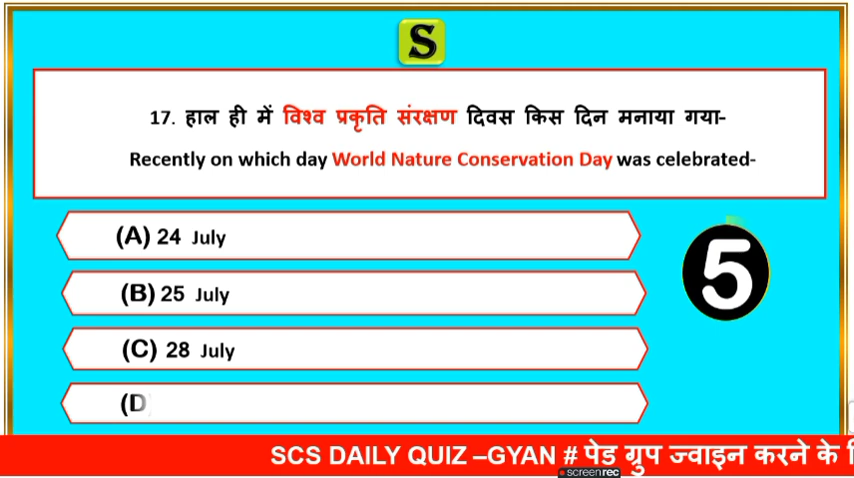 S
17. हाल ही में विश्व प्रकृति संरक्षण दिवस किस दिन मनाया गया-
Recently on which day World Nature Conservation Day was celebrated-
(A) 24 July
5
(B) 25 July
(C) 28 July
(D
SCS DAILY QUIZ –GYAN # पेड ग्रुप ज्वाइन करने के
screenrec